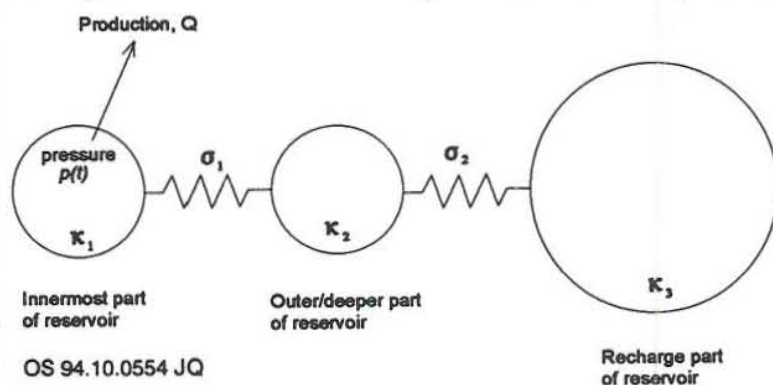 Production, Q
pressure
p(t)
σ₁
σ₂
κ₁
κ₂
κ₃
Innermost part
of reservoir
Outer/deeper part
of reservoir
Recharge part
of reservoir
OS 94.10.0554 JQ